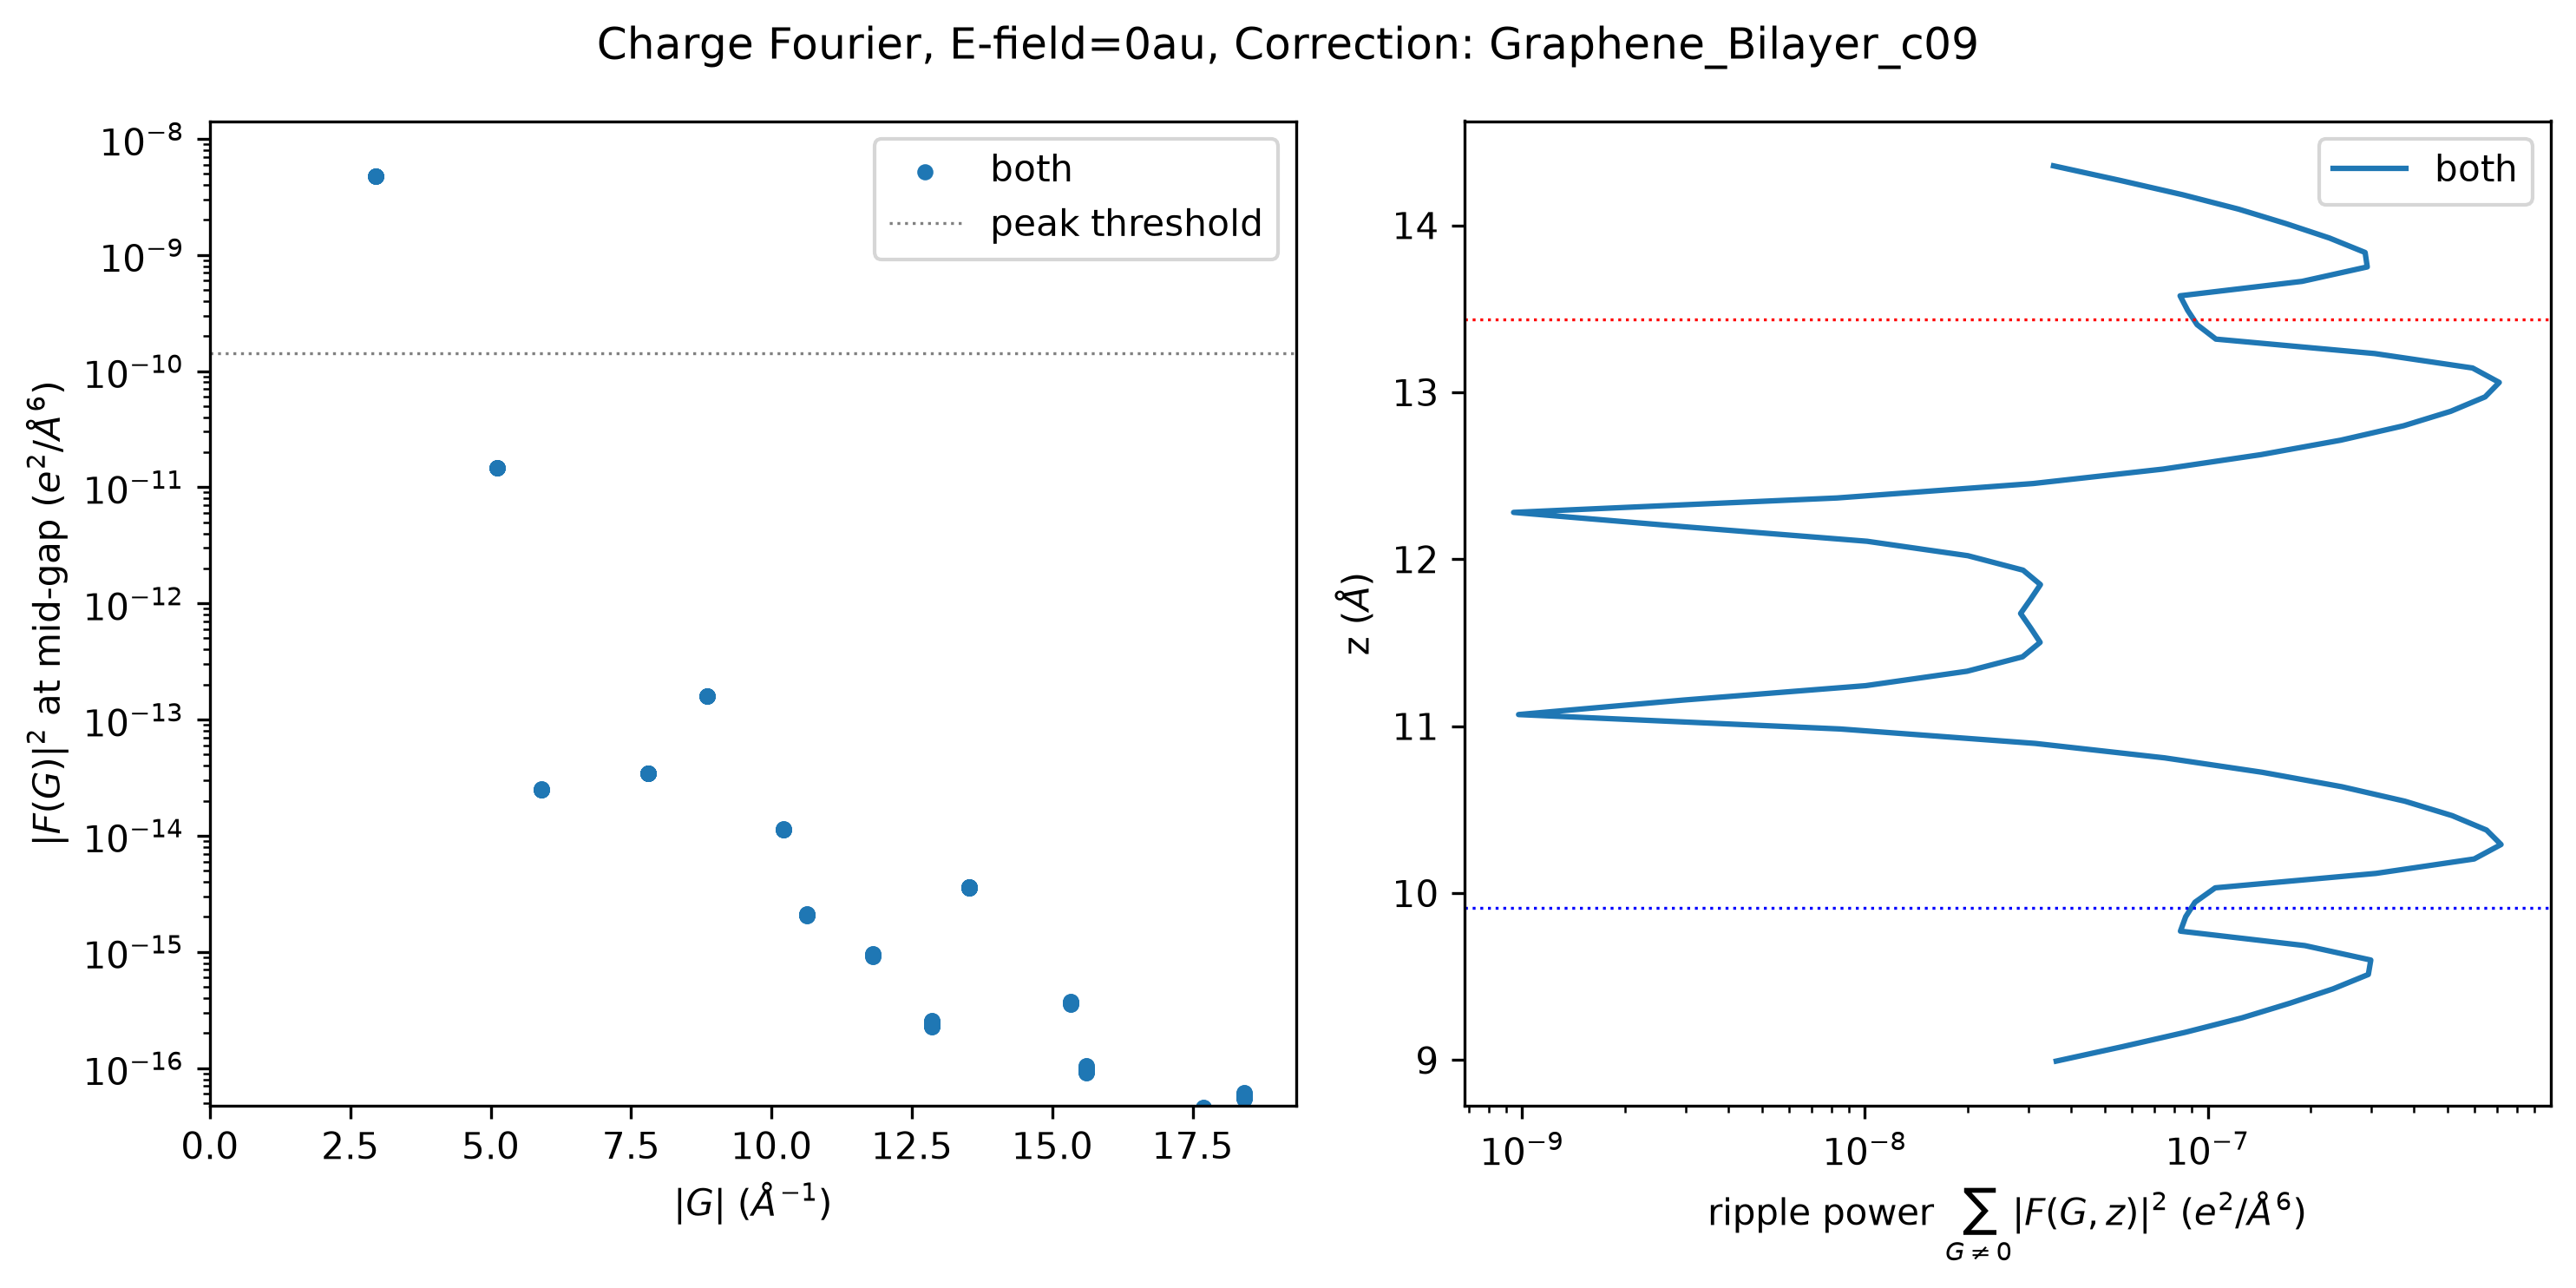 Charge Fourier, E-field=0au, Correction: Graphene_Bilayer_c09
|F(G)|² at mid-gap (e²/Å⁶)
10⁻⁸
10⁻⁹
10⁻¹⁰
10⁻¹¹
10⁻¹²
10⁻¹³
10⁻¹⁴
10⁻¹⁵
10⁻¹⁶
both
peak threshold
0.0 2.5 5.0 7.5 10.0 12.5 15.0 17.5
|G| (Å⁻¹)
z (Å)
14
13
12
11
10
9
both
10⁻⁹ 10⁻⁸ 10⁻⁷
ripple power ∑ |F(G, z)|² (e²/Å⁶)
G ≠ 0